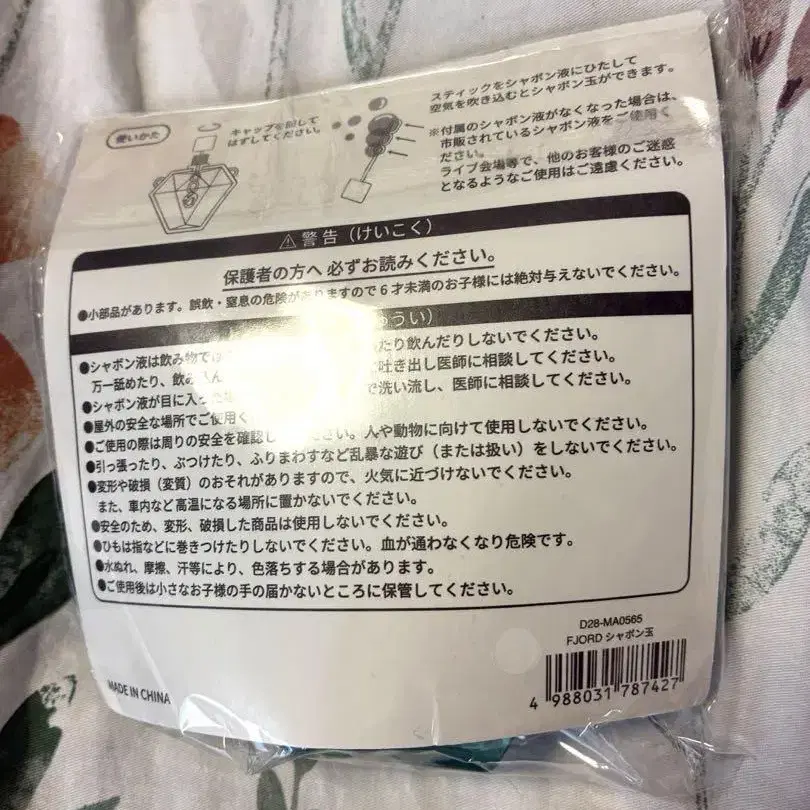 使いかた
キャップを回して
はずしてください。
スティックをシャボン液にひたして
空気を吹き込むとシャボン玉ができます。
※付属のシャボン液がなくなった場合は、
市販されているシャボン液をご使用く
ださい。
ライブ会場等で、他のお客様のご迷惑
となるようなご使用はご遠慮ください。
⚠警告（けいこく）
保護者の方へ 必ずお読みください。
●小部品があります。誤飲・窒息の危険がありますので6才未満のお子様には絶対与えないでください。
うい）
●シャボン液は飲み物で たり飲んだりしないでください。
万一舐めたり、飲み込ん 吐き出し医師に相談してください。
●シャボン液が目に入った場 で洗い流し、医師に相談してください。
●屋外の安全な場所でご使用く
●ご使用の際は周りの安全を確認し ください。人や動物に向けて使用しないでください。
●引っ張ったり、ぶつけたり、ふりまわすなど乱暴な遊び（または扱い）をしないでください。
●変形や破損（変質）のおそれがありますので、火気に近づけないでください。
また、車内など高温になる場所に置かないでください。
●安全のため、変形、破損した商品は使用しないでください。
●ひもは指などに巻きつけたりしないでください。血が通わなくなり危険です。
●水ぬれ、摩擦、汗等により、色落ちする場合があります。
●ご使用後は小さなお子様の手の届かないところに保管してください。
D28-MA0565
FJORD シャボン玉
4 988031 787427
MADE IN CHINA